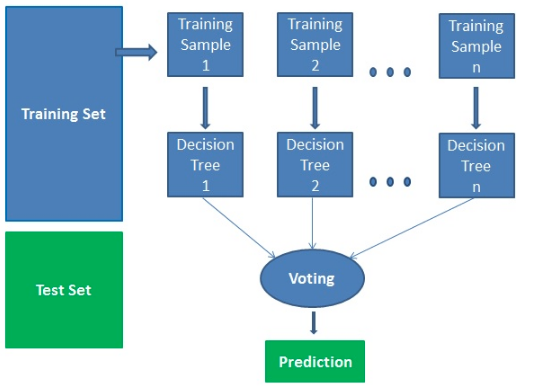 Training
Sample
1
Training
Sample
2
Training
Sample
n
Training Set
Decision
Tree
1
Decision
Tree
2
Decision
Tree
n
Test Set
Voting
Prediction